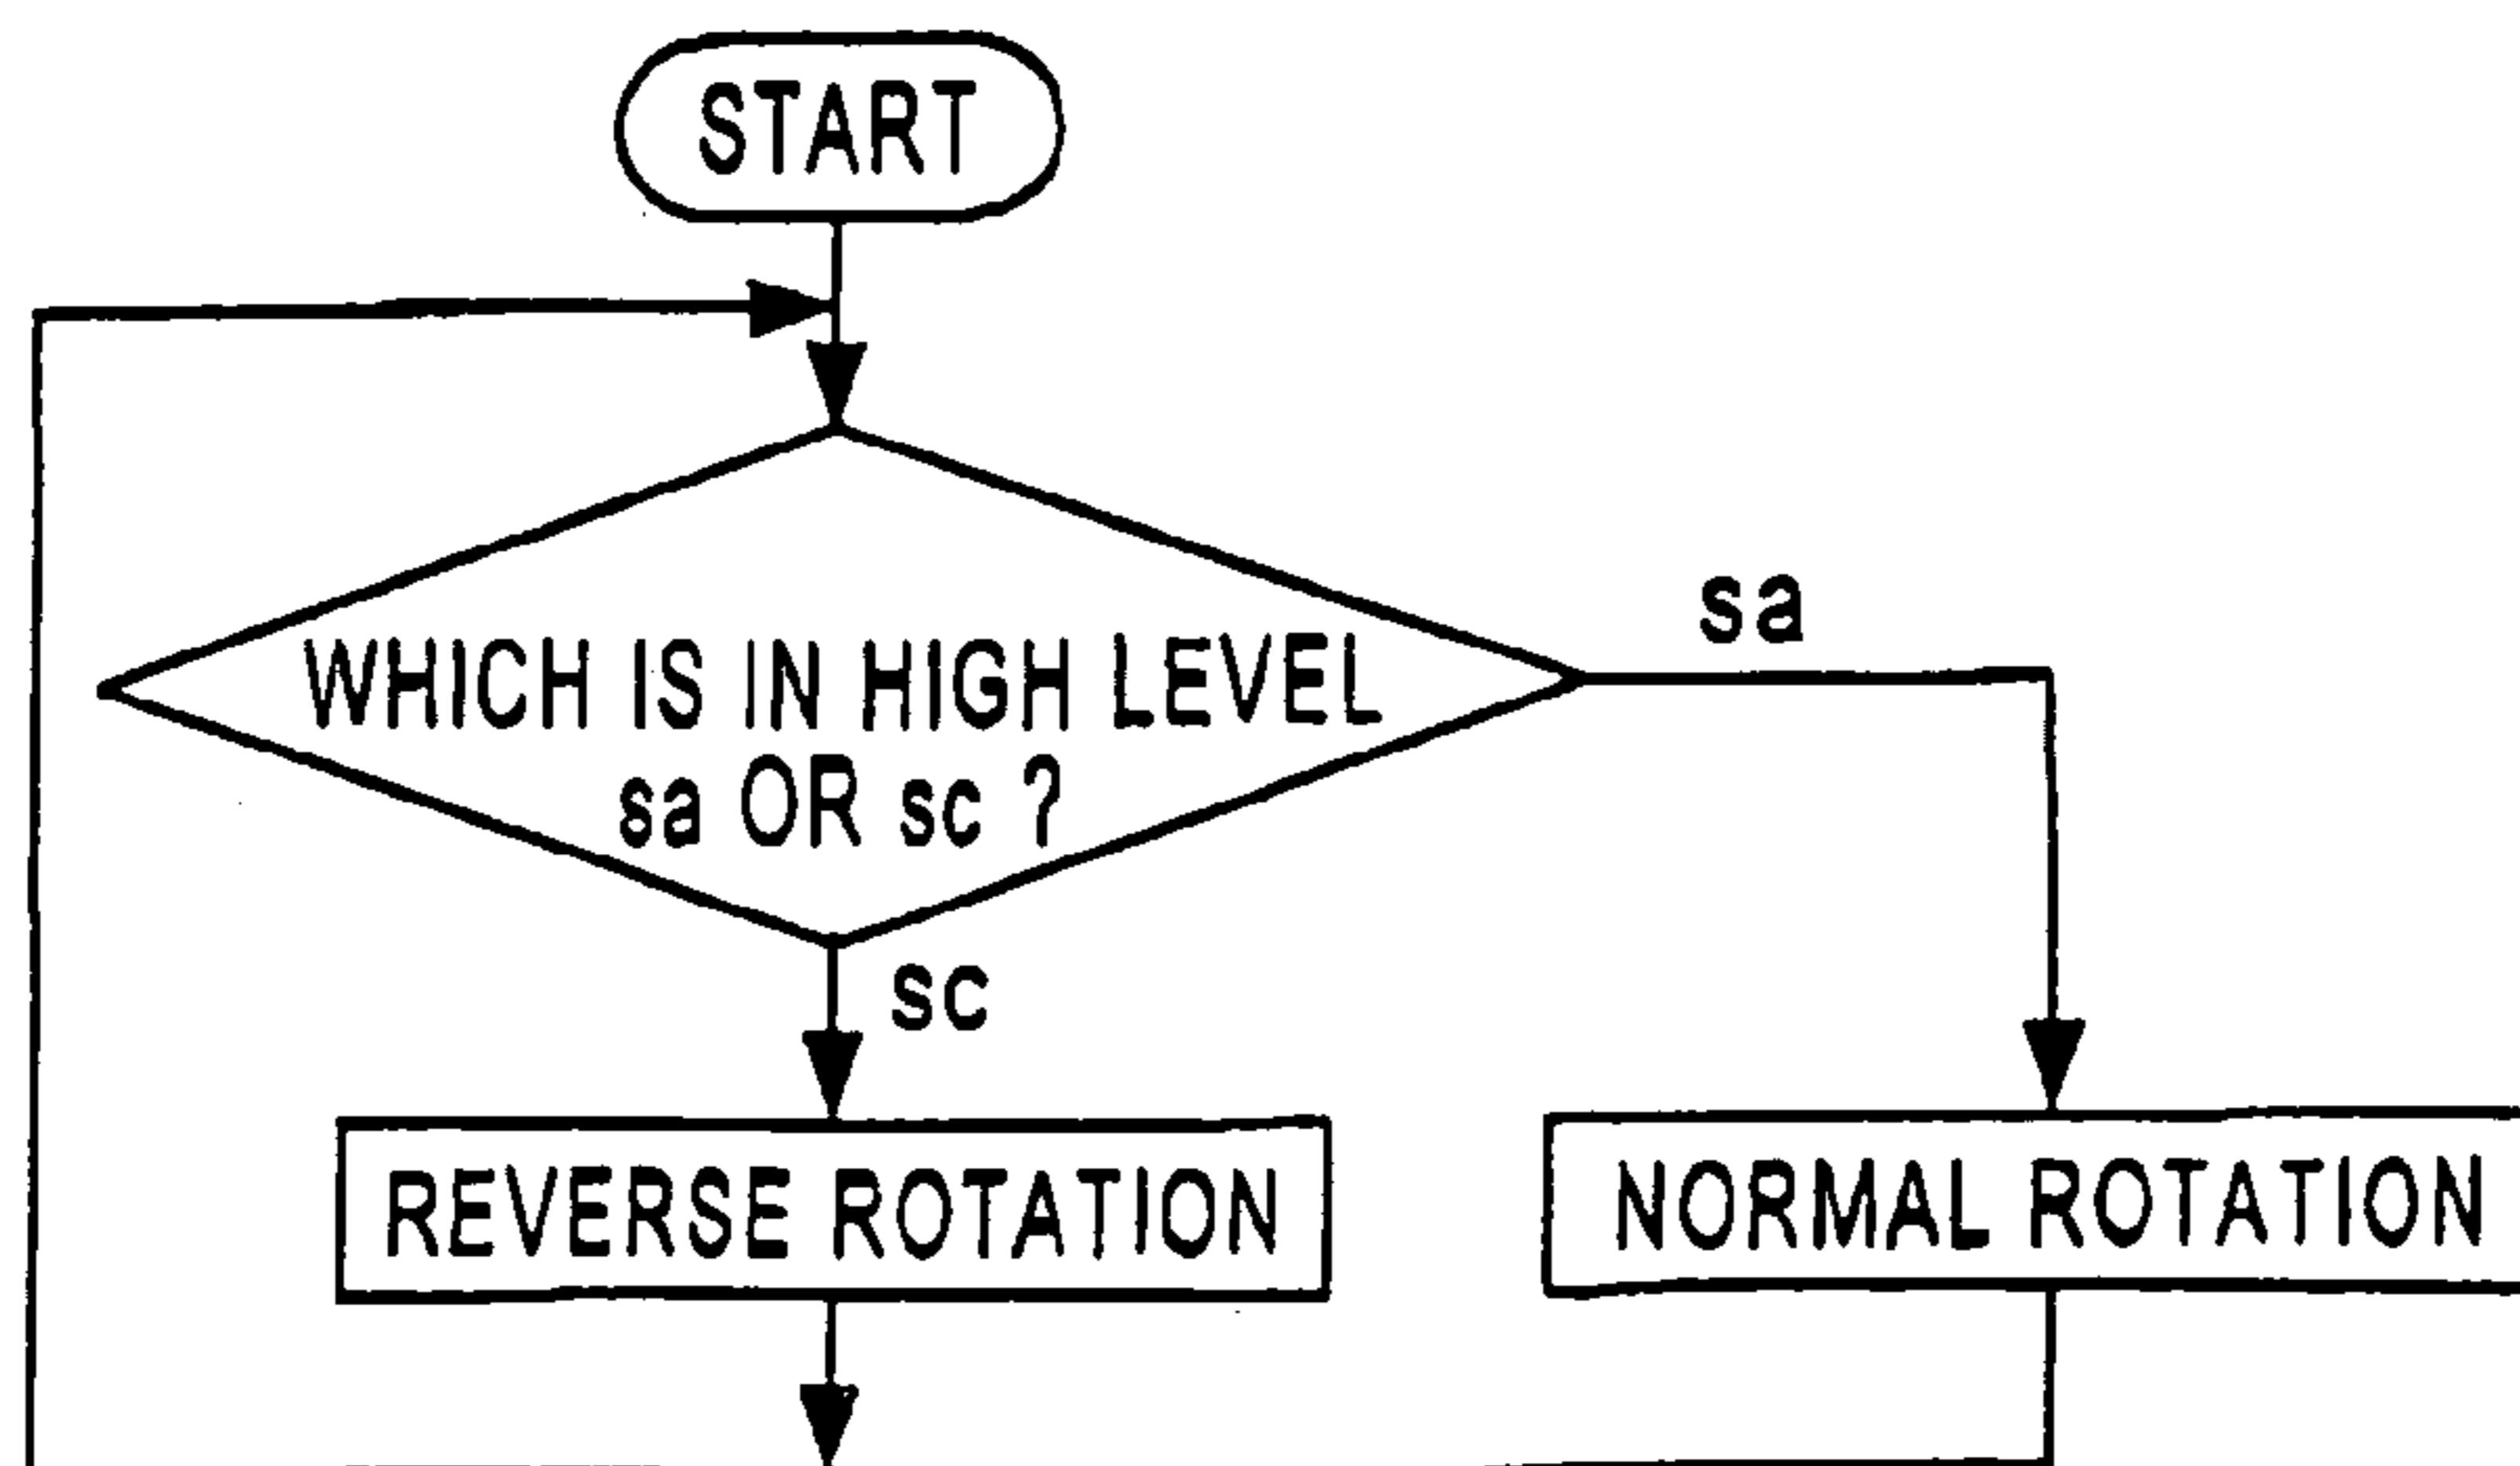 START
WHICH IS IN HIGH LEVEL
sa OR sc ?
sa
sc
REVERSE ROTATION
NORMAL ROTATION